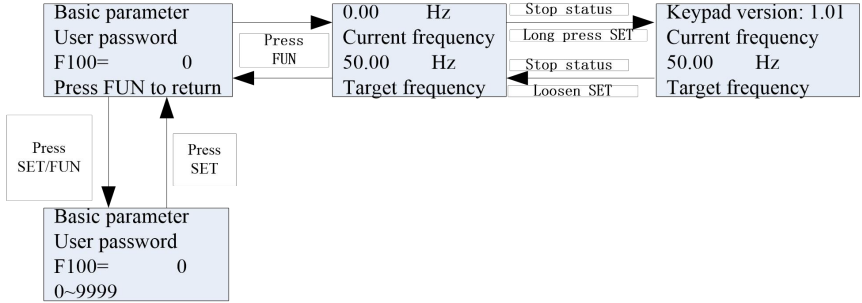 Basic parameter
User password
F100= 0
Press FUN to return
Press
FUN
0.00 Hz
Current frequency
50.00 Hz
Target frequency
Stop status
Long press SET
Stop status
Loosen SET
Keypad version: 1.01
Current frequency
50.00 Hz
Target frequency
Press
SET/FUN
Press
SET
Basic parameter
User password
F100= 0
0~9999